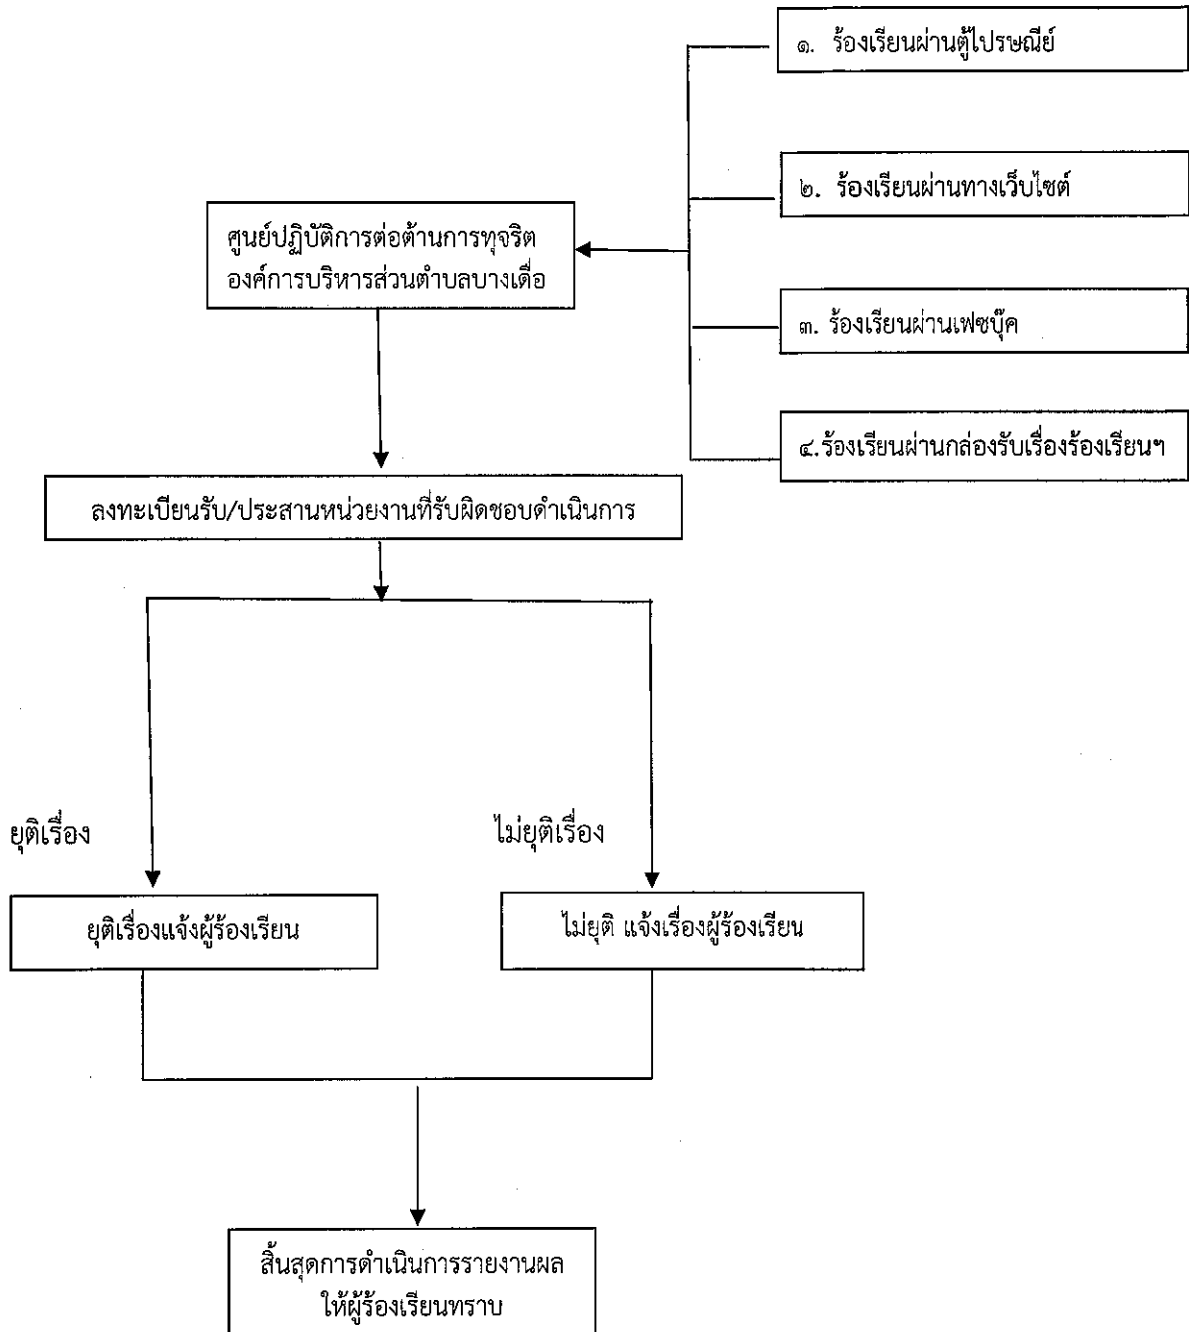 ๑. ร้องเรียนผ่านตู้ไปรษณีย์
๒. ร้องเรียนผ่านทางเว็บไซต์
ศูนย์ปฏิบัติการต่อต้านการทุจริต
องค์การบริหารส่วนตำบลบางเดื่อ
๓. ร้องเรียนผ่านเฟซบุ๊ค
๔.ร้องเรียนผ่านกล่องรับเรื่องร้องเรียนฯ
ลงทะเบียนรับ/ประสานหน่วยงานที่รับผิดชอบดำเนินการ
ยุติเรื่อง
ไม่ยุติเรื่อง
ยุติเรื่องแจ้งผู้ร้องเรียน
ไม่ยุติ แจ้งเรื่องผู้ร้องเรียน
สิ้นสุดการดำเนินการรายงานผล
ให้ผู้ร้องเรียนทราบ